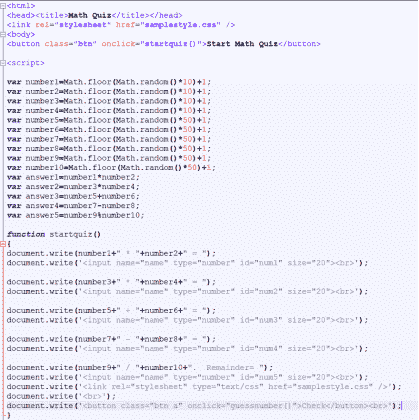 <html>
<head><title>Math Quiz</title></head>
<link rel="stylesheet" href="samplestyle.css" />
<body>
<button class="btn" onclick="startquiz()">Start Math Quiz</button>
<script>
var number1=Math.floor(Math.random()*10)+1;
var number2=Math.floor(Math.random()*10)+1;
var number3=Math.floor(Math.random()*10)+1;
var number4=Math.floor(Math.random()*10)+1;
var number5=Math.floor(Math.random()*50)+1;
var number6=Math.floor(Math.random()*50)+1;
var number7=Math.floor(Math.random()*50)+1;
var number8=Math.floor(Math.random()*50)+1;
var number9=Math.floor(Math.random()*50)+1;
var number10=Math.floor(Math.random()*50)+1;
var answer1=number1*number2;
var answer2=number3*number4;
var answer3=number5+number6;
var answer4=number7-number8;
var answer5=number9%number10;
function startquiz()
{
document.write(number1+" * "+number2+" = ");
document.write('<input name="name" type="number" id="num1" size="20"><br>');
document.write(number3+" * "+number4+" = ");
document.write('<input name="name" type="number" id="num2" size="20"><br>');
document.write(number5+" + "+number6+" = ");
document.write('<input name="name" type="number" id="num3" size="20"><br>');
document.write(number7+" - "+number8+" = ");
document.write('<input name="name" type="number" id="num4" size="20"><br>');
document.write(number9+" / "+number10+". Remainder= ");
document.write('<input name="name" type="number" id="num5" size="20"><br>');
document.write('<link rel="stylesheet" type="text/css" href="samplestyle.css" />');
document.write('<br>');
document.write('<button class="btn a" onclick="guessnumber()">Check</button><br>');
}